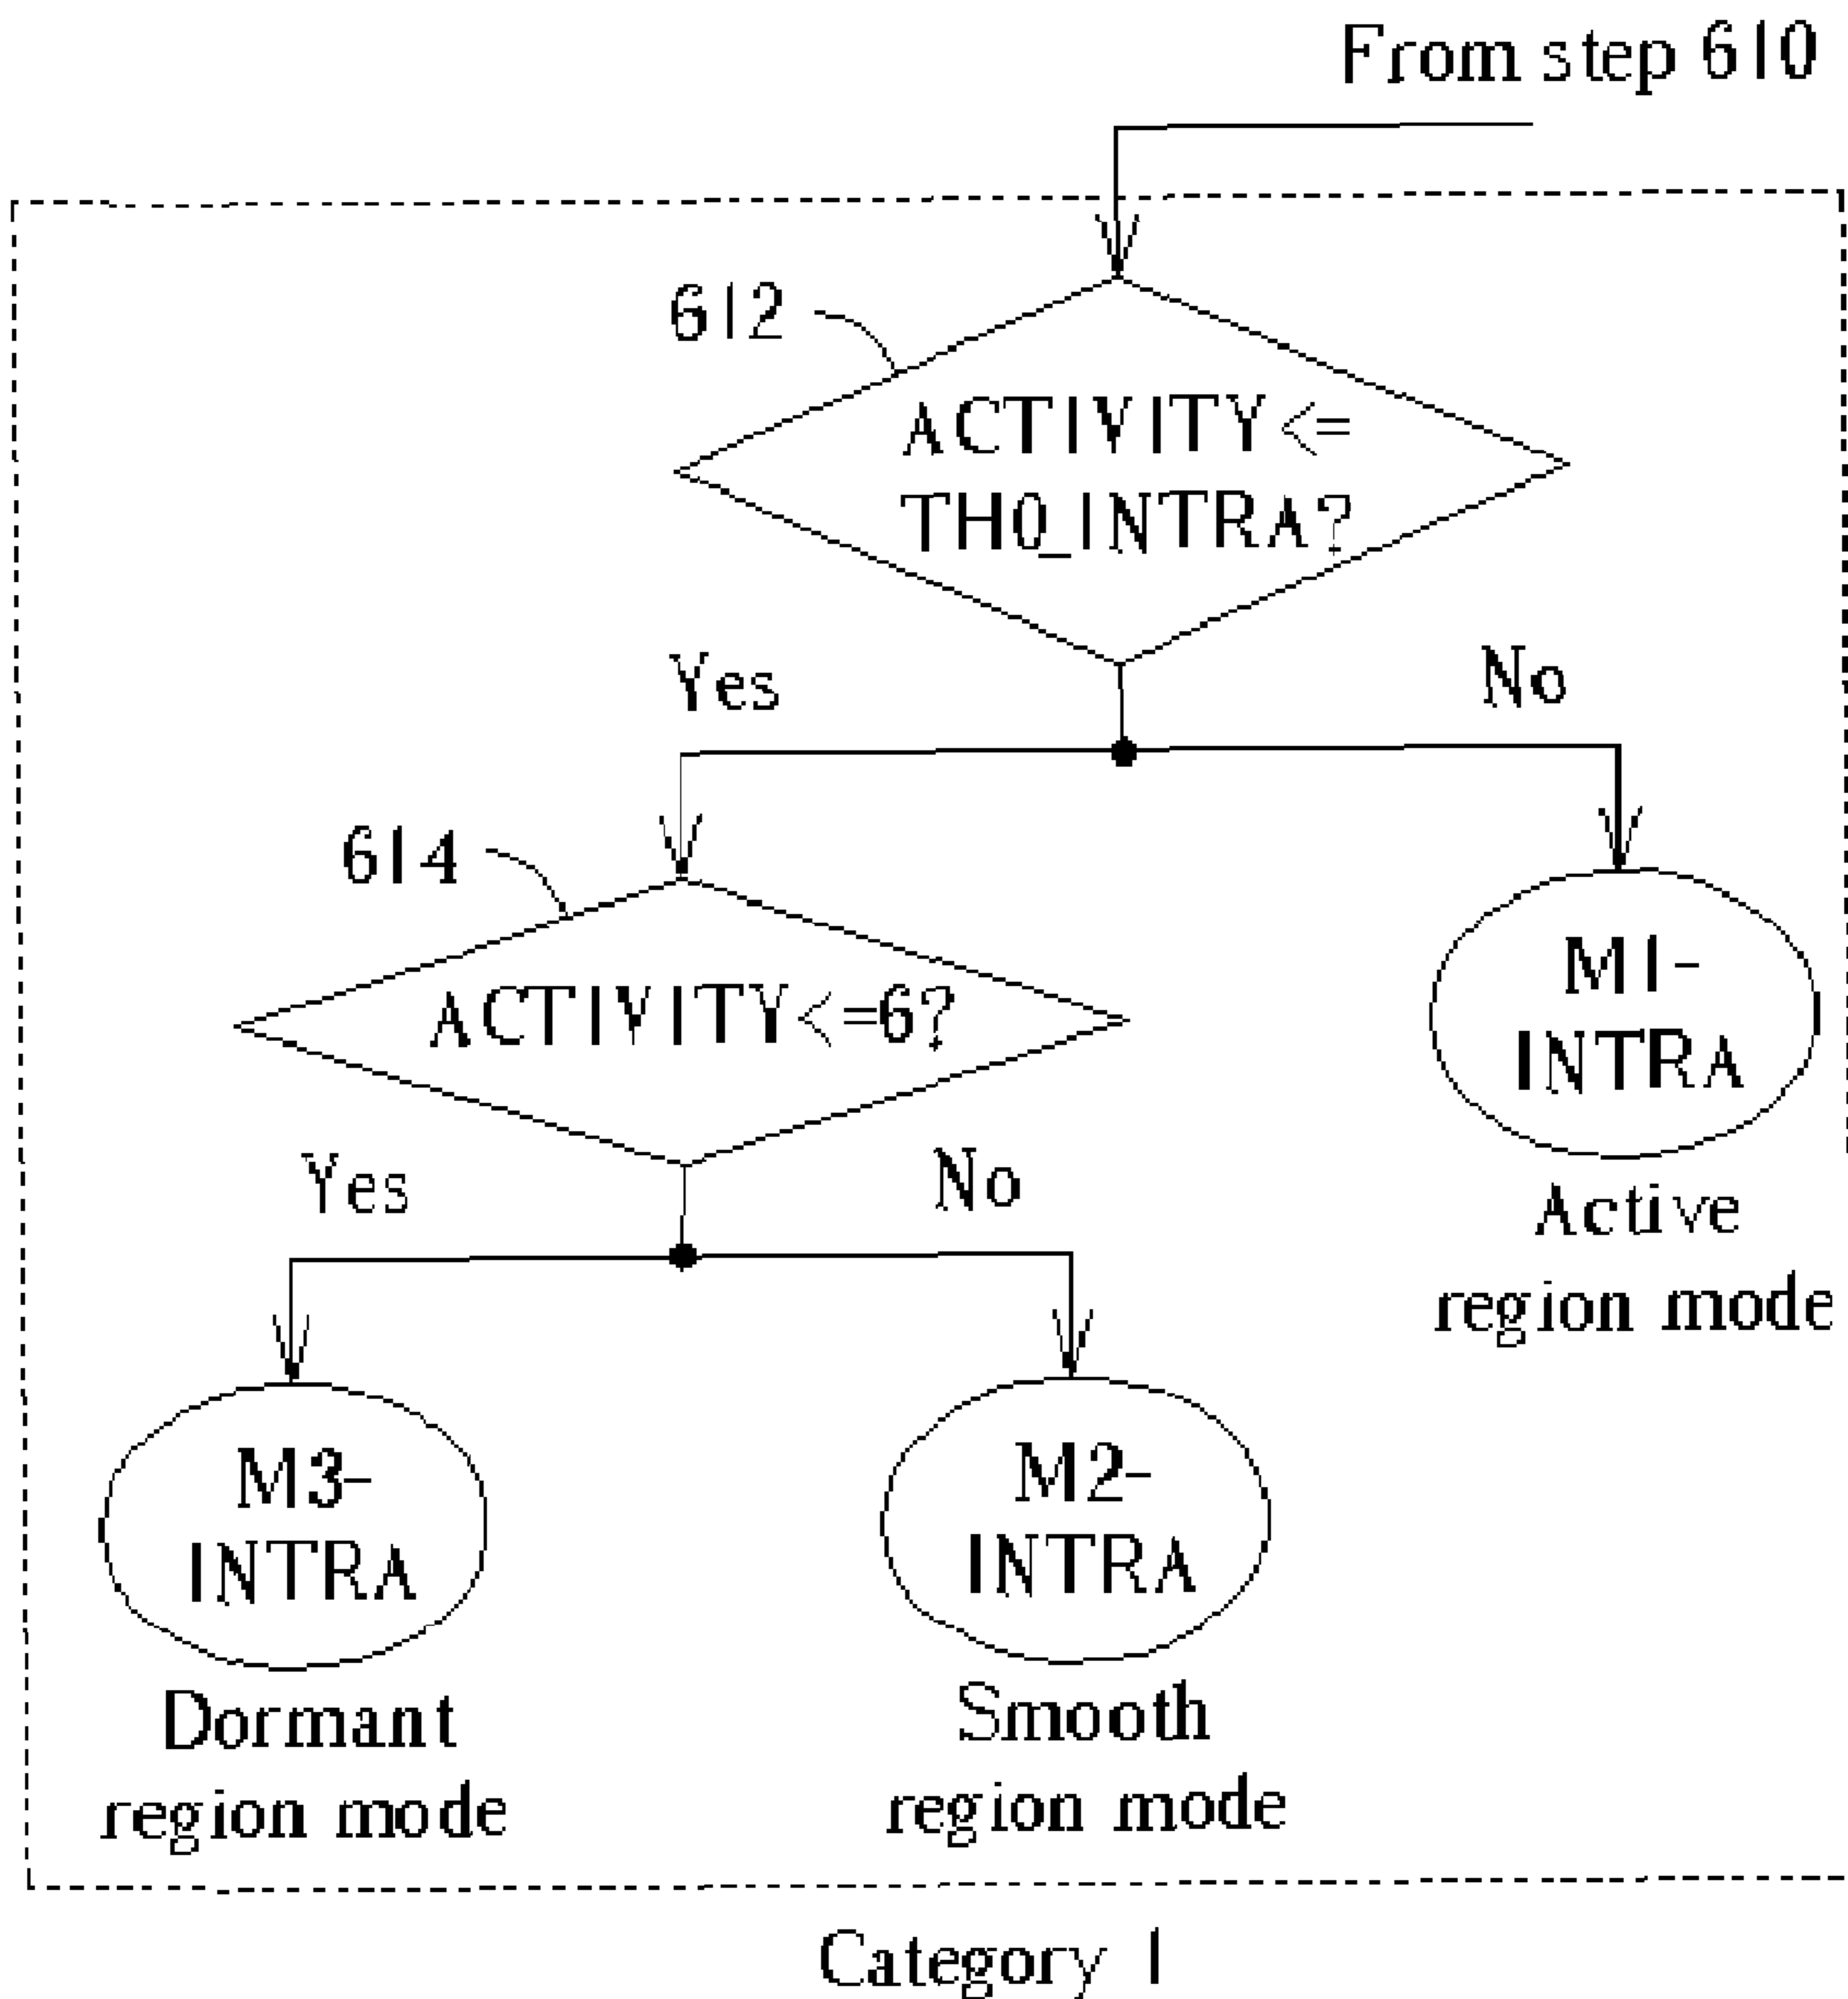 From step 610
612
ACTIVITY<=
TH0_INTRA?
Yes
No
614
ACTIVITY<=6?
M1-
INTRA
Yes
No
Active
region mode
M3-
INTRA
M2-
INTRA
Dormant
region mode
Smooth
region mode
Category 1